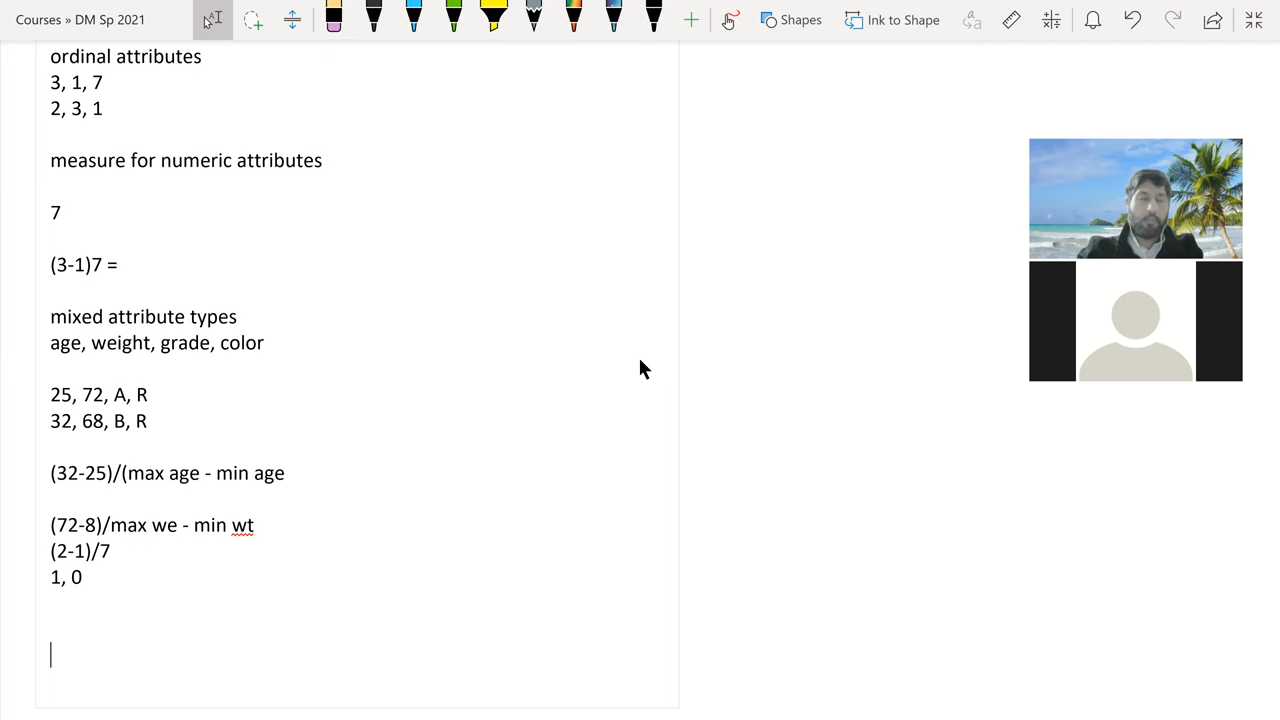 Courses » DM Sp 2021
Shapes
Ink to Shape
ordinal attributes
3, 1, 7
2, 3, 1
measure for numeric attributes
7
(3-1)7 =
mixed attribute types
age, weight, grade, color
25, 72, A, R
32, 68, B, R
(32-25)/(max age - min age
(72-8)/max we - min wt
(2-1)/7
1, 0